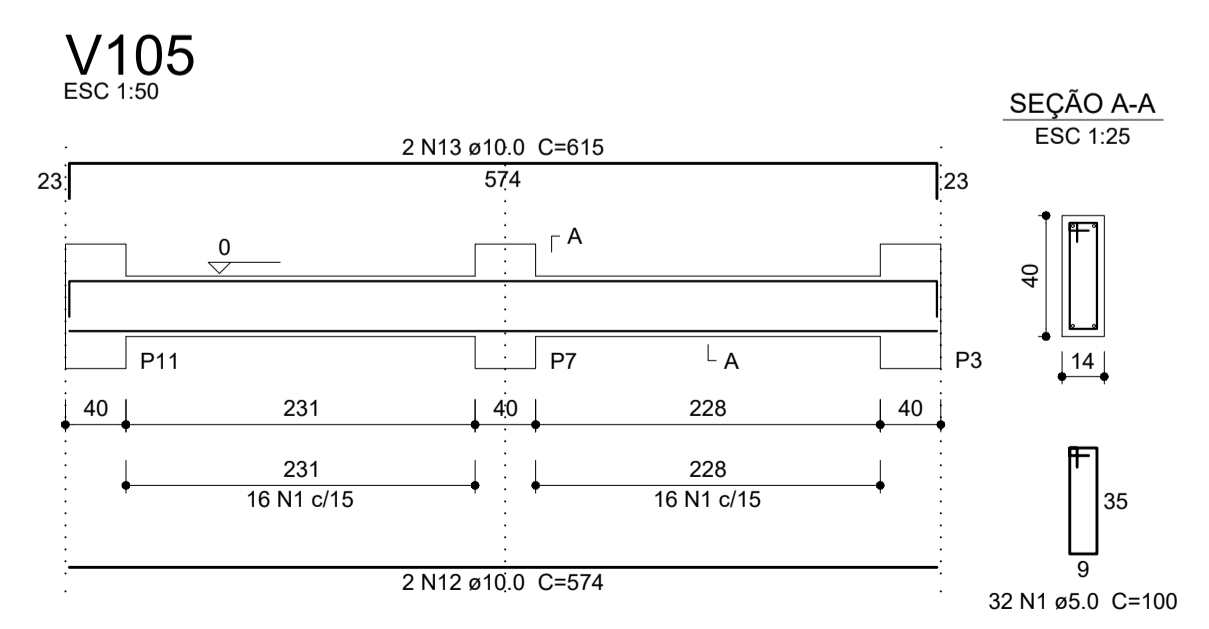 V105
ESC 1:50
SEÇÃO A-A
ESC 1:25
2 N13 ø10.0 C=615
23
574
23
0
A
40
P11
P7
A
P3
14
40
231
40
228
40
231
228
16 N1 c/15
16 N1 c/15
35
9
2 N12 ø10.0 C=574
32 N1 ø5.0 C=100